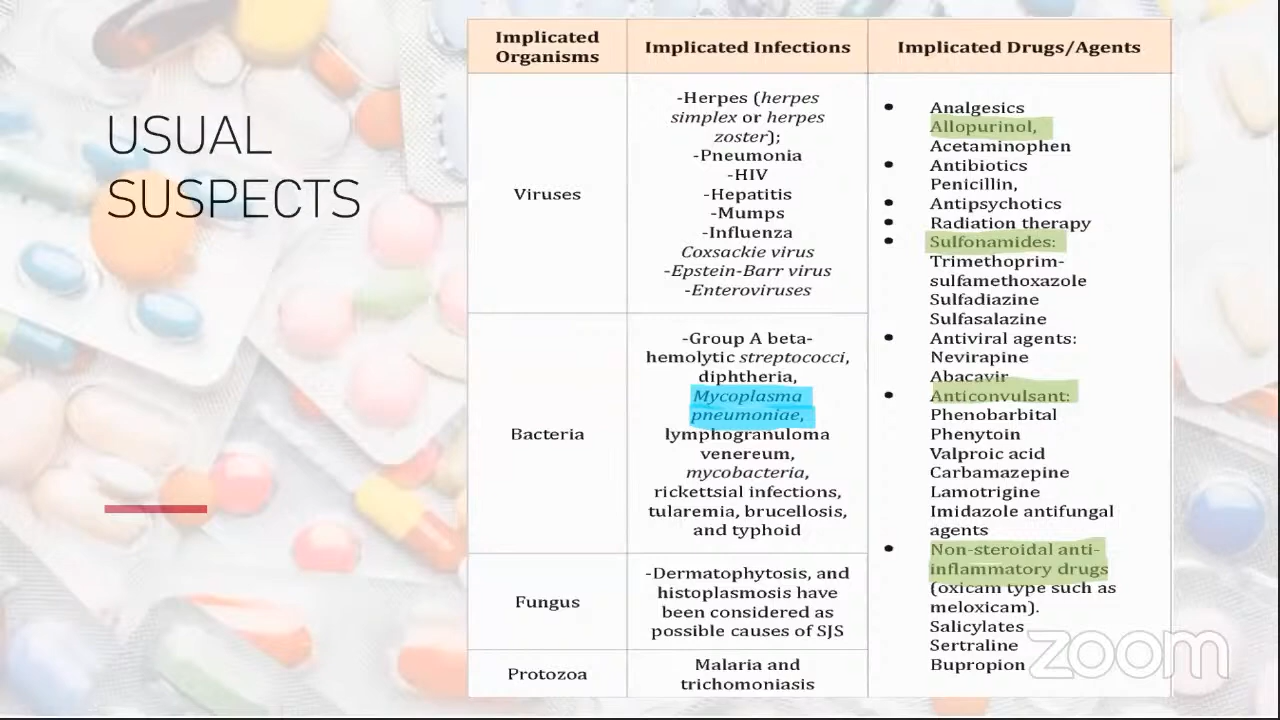 USUAL
SUSPECTS
Implicated
Organisms
Implicated Infections
Implicated Drugs/Agents
Viruses
-Herpes (herpes
simplex or herpes
zoster);
-Pneumonia
-HIV
-Hepatitis
-Mumps
-Influenza
Coxsackie virus
-Epstein-Barr virus
-Enteroviruses
Bacteria
-Group A beta-
hemolytic streptococci,
diphtheria,
Mycoplasma
pneumoniae,
lymphogranuloma
venereum,
mycobacteria,
rickettsial infections,
tularemia, brucellosis,
and typhoid
Fungus
-Dermatophytosis, and
histoplasmosis have
been considered as
possible causes of SJS
Protozoa
Malaria and
trichomoniasis
• Analgesics
Allopurinol,
Acetaminophen
• Antibiotics
Penicillin,
• Antipsychotics
• Radiation therapy
• Sulfonamides:
Trimethoprim-
sulfamethoxazole
Sulfadiazine
Sulfasalazine
• Antiviral agents:
Nevirapine
Abacavir
• Anticonvulsant:
Phenobarbital
Phenytoin
Valproic acid
Carbamazepine
Lamotrigine
Imidazole antifungal
agents
• Non-steroidal anti-
inflammatory drugs
(oxicam type such as
meloxicam).
Salicylates
Sertraline
Bupropion
zoom